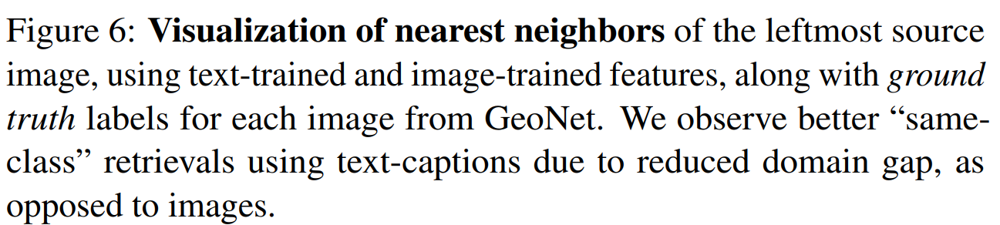 Figure 6: Visualization of nearest neighbors of the leftmost source
image, using text-trained and image-trained features, along with ground
truth labels for each image from GeoNet. We observe better “same-
class” retrievals using text-captions due to reduced domain gap, as
opposed to images.